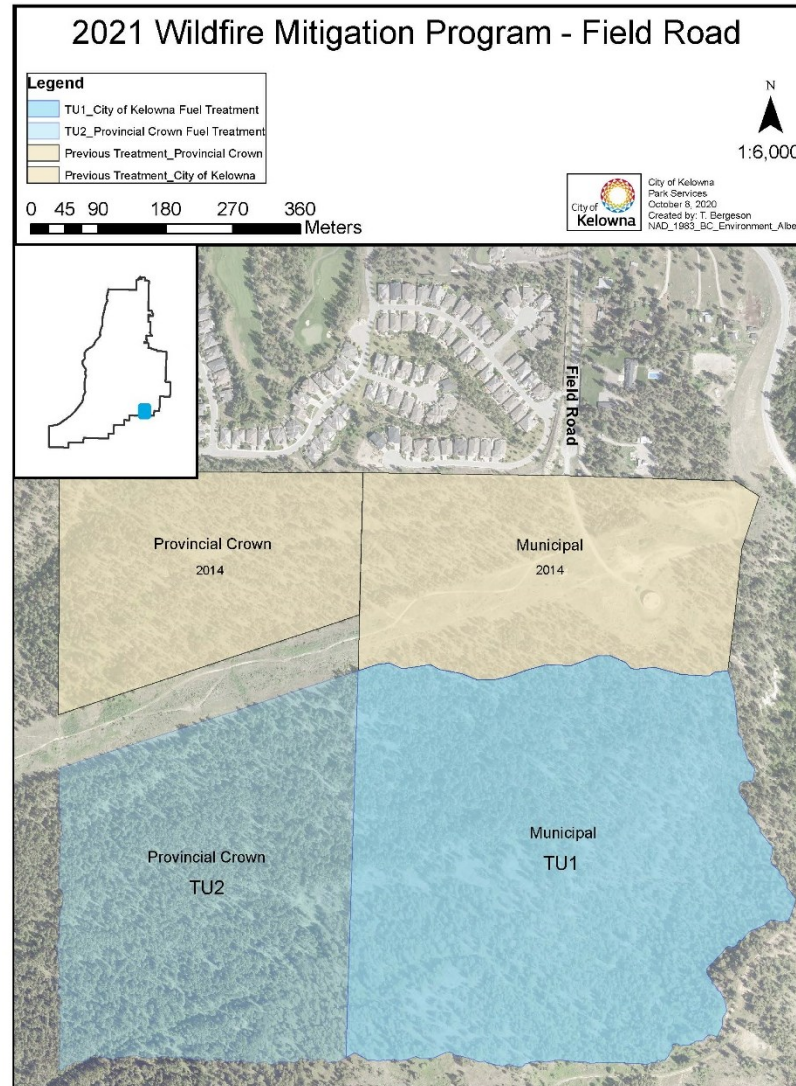 2021 Wildfire Mitigation Program - Field Road
Legend
TU1_City of Kelowna Fuel Treatment
TU2_Provincial Crown Fuel Treatment
Previous Treatment_Provincial Crown
Previous Treatment_City of Kelowna
0 45 90 180 270 360
Meters
N
1:6,000
City of
Kelowna
City of Kelowna
Park Services
October 8, 2020
Created by: T. Bergeson
NAD_1983_BC_Environment_Albe
Field Road
Provincial Crown
2014
Municipal
2014
Provincial Crown
TU2
Municipal
TU1